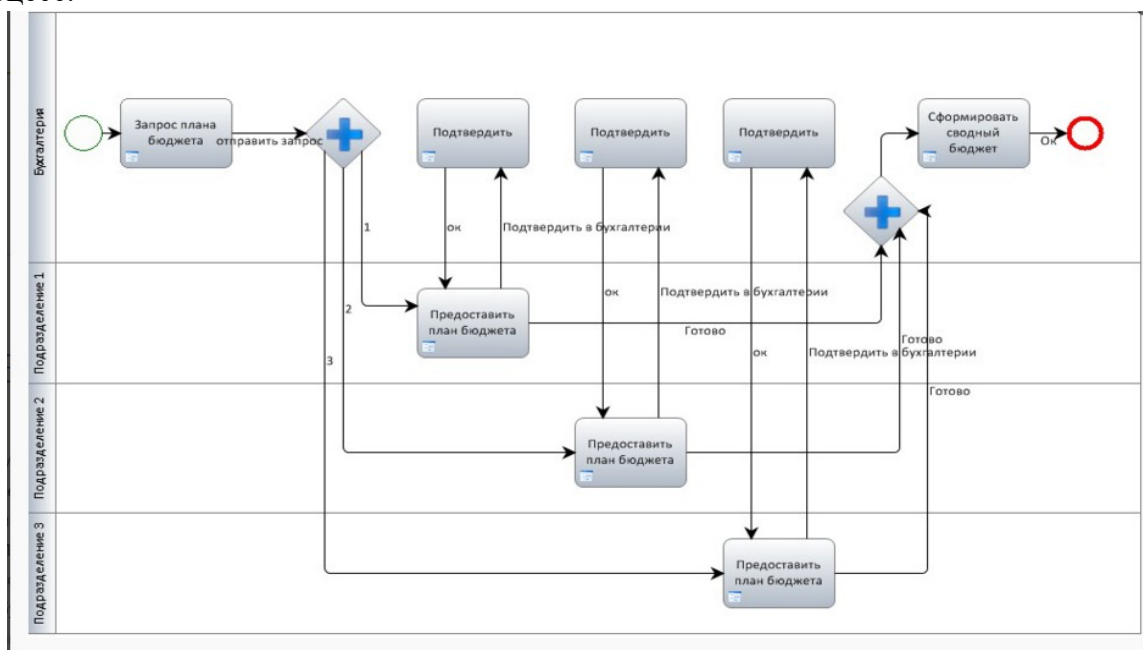 Бухгалтерия
Запрос плана
бюджета
отправить запрос
Подтвердить
Подтвердить
Подтвердить
Сформировать
сводный
бюджет
Ок
1
ок
Подтвердить в бухгалтерии
Подразделение 1
2
3
Предоставить
план бюджета
Готово
ок
Подтвердить в бухгалтерии
ок
Подтвердить в бухгалтерии
Готово
Готово
Подразделение 2
Предоставить
план бюджета
Подразделение 3
Предоставить
план бюджета